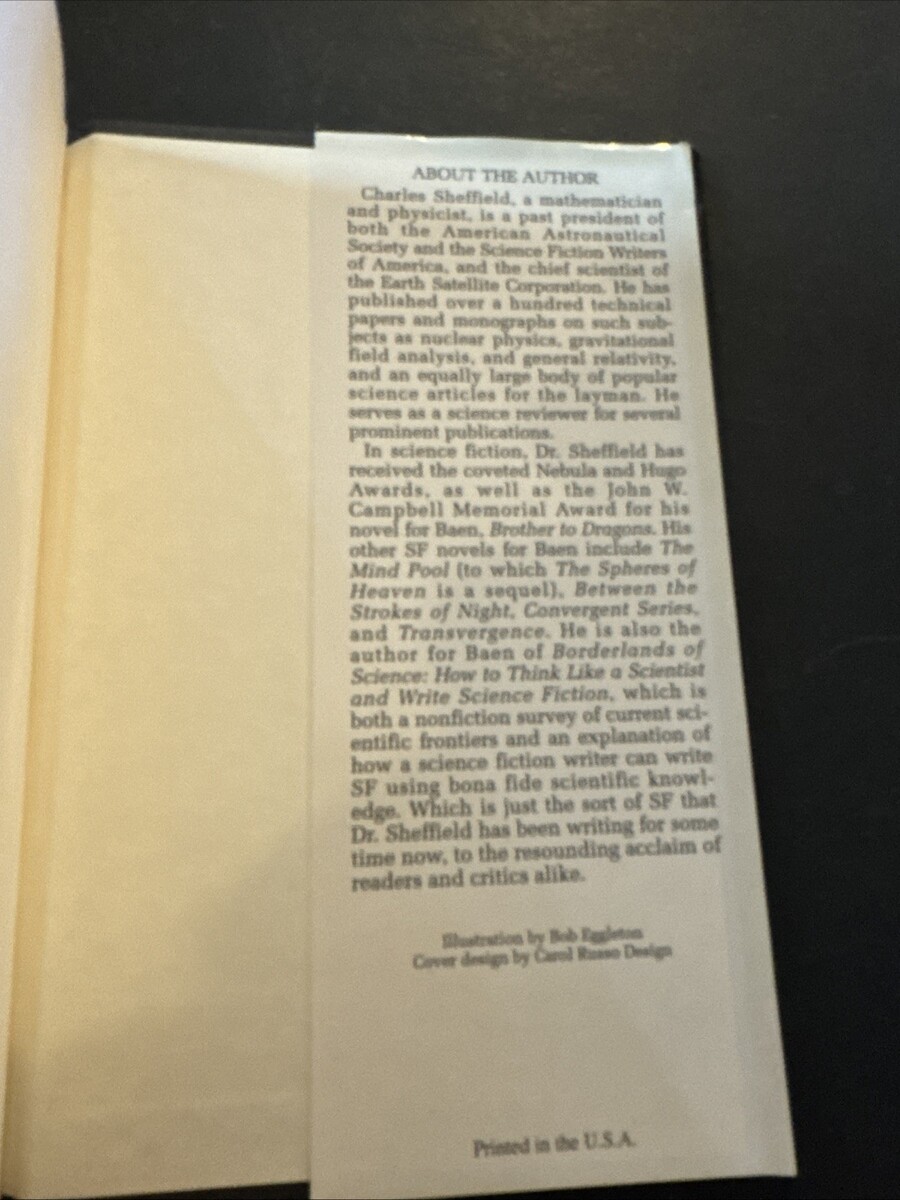 ABOUT THE AUTHOR
Charles Sheffield, a mathematician
and physicist, is a past president of
both the American Astronautical
Society and the Science Fiction Writers
of America, and the chief scientist of
the Earth Satellite Corporation. He has
published over a hundred technical
papers and monographs on such sub-
jects as nuclear physics, gravitational
field analysis, and general relativity,
and an equally large body of popular
science articles for the layman. He
serves as a science reviewer for several
prominent publications.
In science fiction, Dr. Sheffield has
received the coveted Nebula and Hugo
Awards, as well as the John W.
Campbell Memorial Award for his
novel for Baen, Brother to Dragons. His
other SF novels for Baen include The
Mind Pool (to which The Spheres of
Heaven is a sequel), Between the
Strokes of Night, Convergent Series,
and Transvergence. He is also the
author for Baen of Borderlands of
Science: How to Think Like a Scientist
and Write Science Fiction, which is
both a nonfiction survey of current sci-
entific frontiers and an explanation of
how a science fiction writer can write
SF using bona fide scientific knowl-
edge. Which is just the sort of SF that
Dr. Sheffield has been writing for some
time now, to the resounding acclaim of
readers and critics alike.
Illustration by Bob Eggleton
Cover design by Carol Russo Design
Printed in the U.S.A.